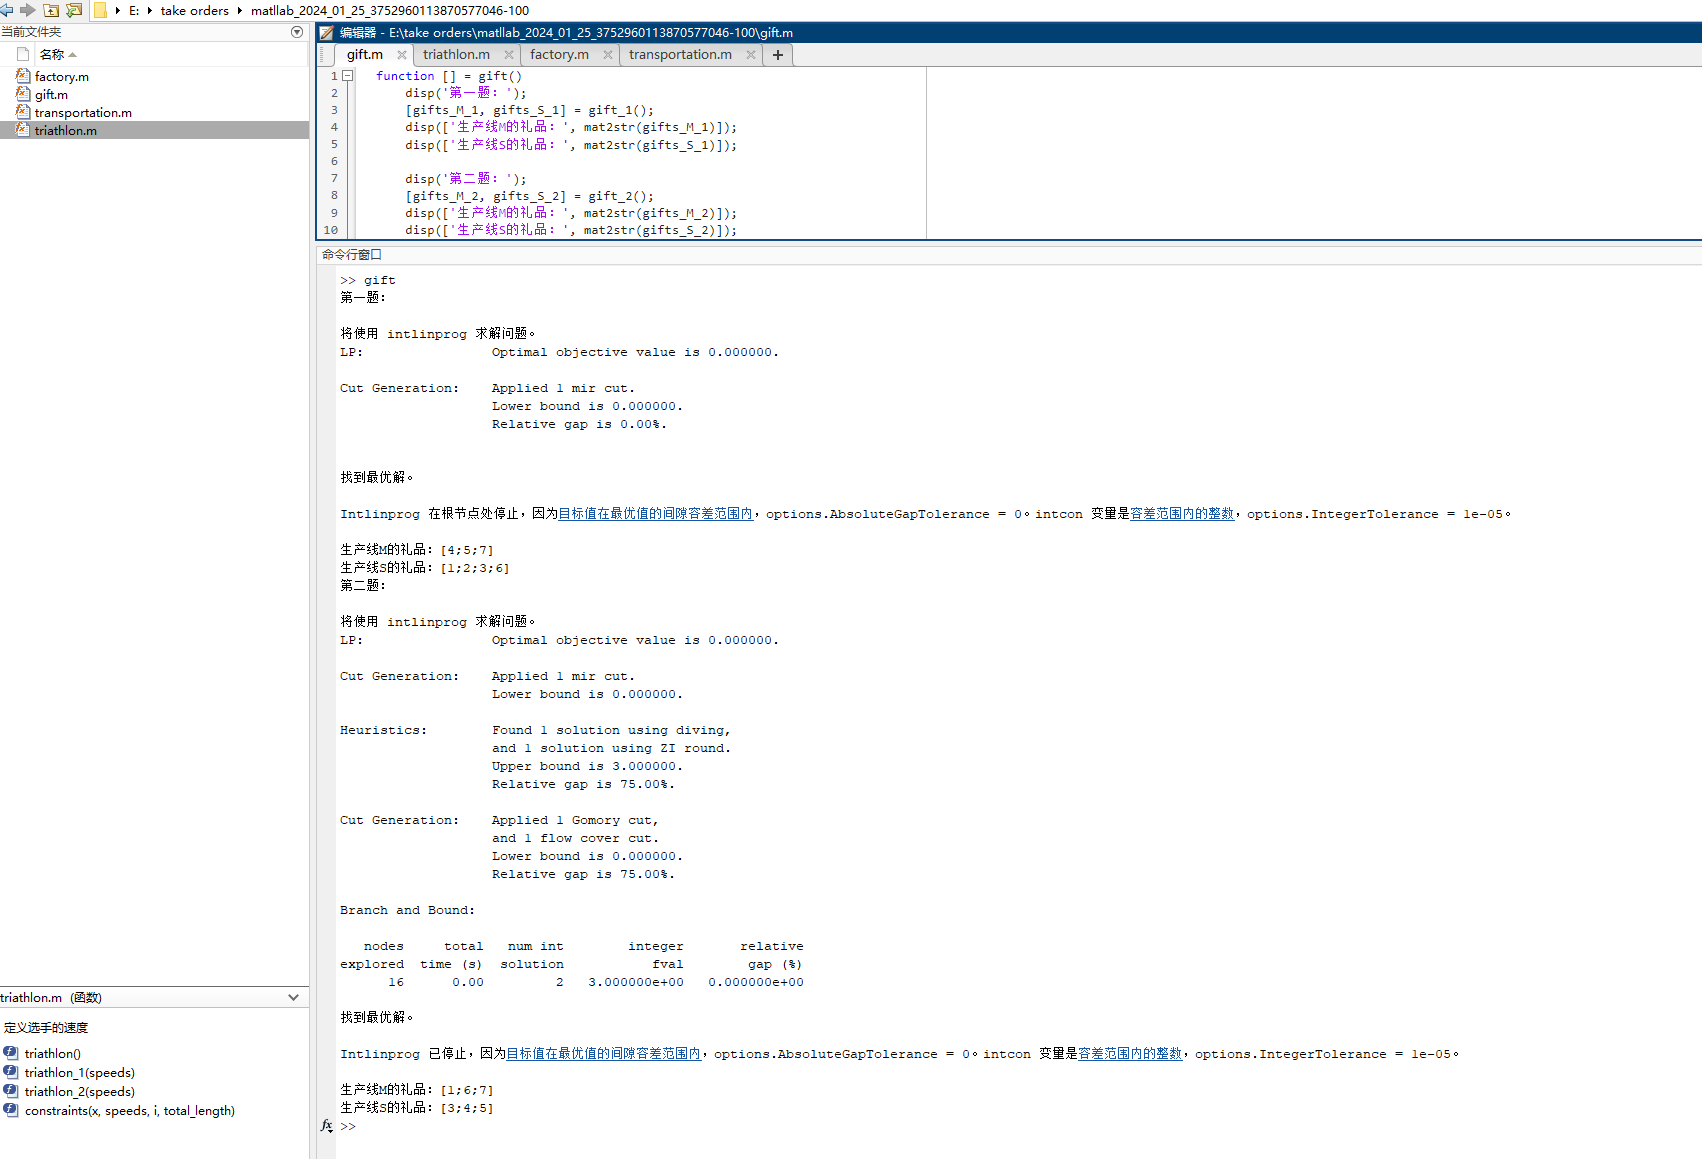 E: ▸ take orders ▸ matllab_2024_01_25_3752960113870577046-100
当前文件夹
名称
factory.m
gift.m
transportation.m
triathlon.m
triathlon.m (函数)
定义选手的速度
triathlon()
triathlon_1(speeds)
triathlon_2(speeds)
constraints(x, speeds, i, total_length)
编辑器 - E:\take orders\matllab_2024_01_25_3752960113870577046-100\gift.m
gift.m triathlon.m factory.m transportation.m
1 function [] = gift()
2 disp('第一题：');
3 [gifts_M_1, gifts_S_1] = gift_1();
4 disp(['生产线M的礼品：', mat2str(gifts_M_1)]);
5 disp(['生产线S的礼品：', mat2str(gifts_S_1)]);
6
7 disp('第二题：');
8 [gifts_M_2, gifts_S_2] = gift_2();
9 disp(['生产线M的礼品：', mat2str(gifts_M_2)]);
10 disp(['生产线S的礼品：', mat2str(gifts_S_2)]);
命令行窗口
>> gift
第一题：
将使用 intlinprog 求解问题。
LP: Optimal objective value is 0.000000.
Cut Generation: Applied 1 mir cut.
Lower bound is 0.000000.
Relative gap is 0.00%.
找到最优解。
Intlinprog 在根节点处停止，因为目标值在最优值的间隙容差范围内，options.AbsoluteGapTolerance = 0。intcon 变量是容差范围内的整数，options.IntegerTolerance = 1e-05。
生产线M的礼品：[4;5;7]
生产线S的礼品：[1;2;3;6]
第二题：
将使用 intlinprog 求解问题。
LP: Optimal objective value is 0.000000.
Cut Generation: Applied 1 mir cut.
Lower bound is 0.000000.
Heuristics: Found 1 solution using diving,
and 1 solution using ZI round.
Upper bound is 3.000000.
Relative gap is 75.00%.
Cut Generation: Applied 1 Gomory cut,
and 1 flow cover cut.
Lower bound is 0.000000.
Relative gap is 75.00%.
Branch and Bound:
nodes total num int integer relative
explored time (s) solution fval gap (%)
16 0.00 2 3.000000e+00 0.000000e+00
找到最优解。
Intlinprog 已停止，因为目标值在最优值的间隙容差范围内，options.AbsoluteGapTolerance = 0。intcon 变量是容差范围内的整数，options.IntegerTolerance = 1e-05。
生产线M的礼品：[1;6;7]
生产线S的礼品：[3;4;5]
fx >>